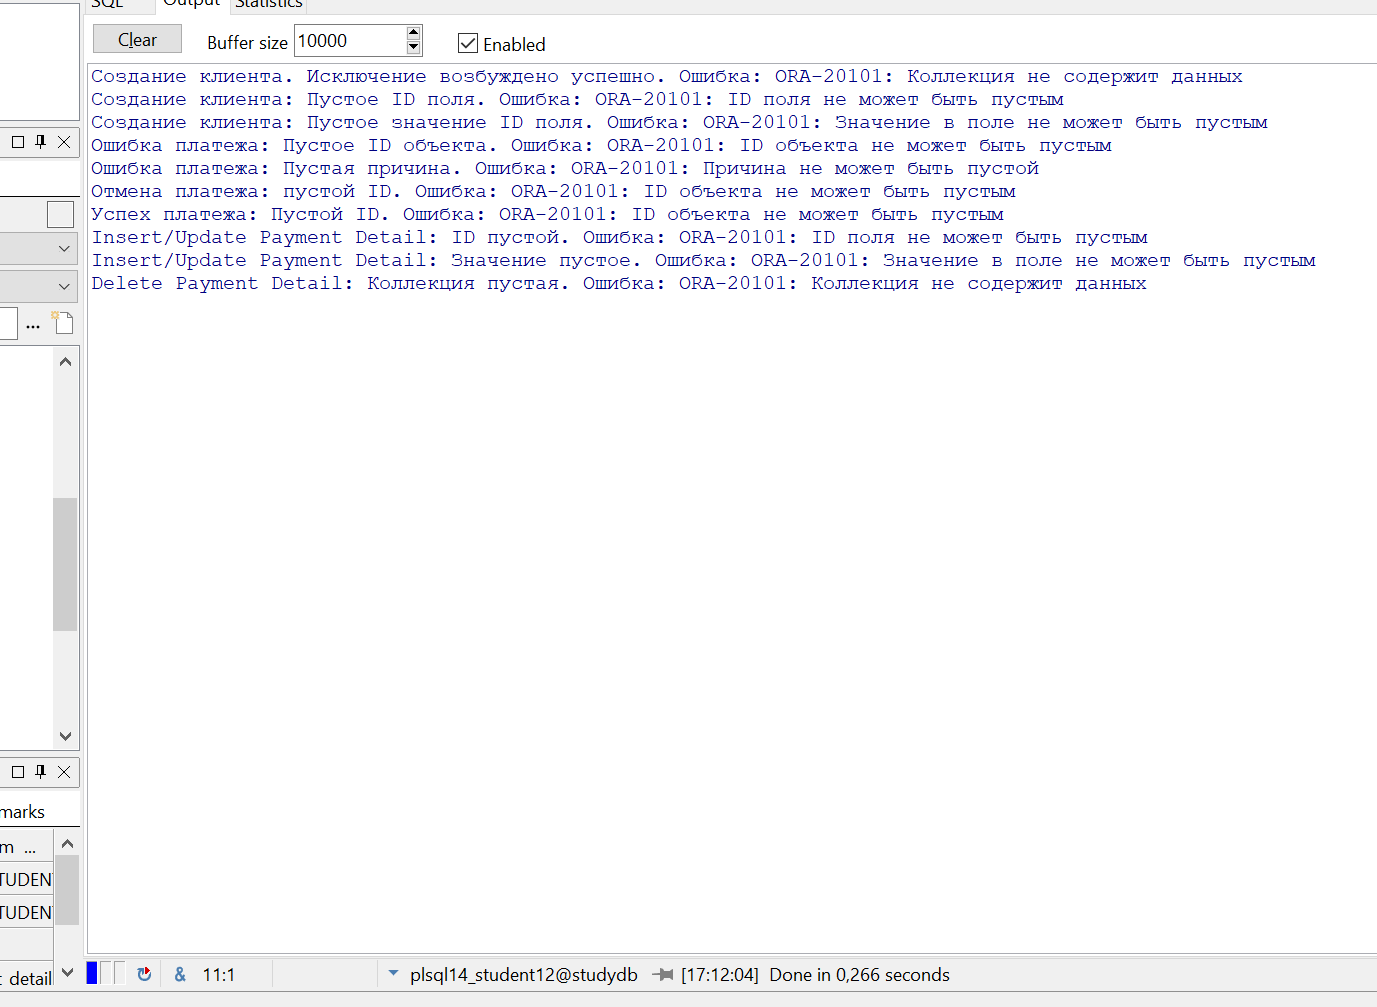 SQL Output Statistics
Clear Buffer size 10000 Enabled
Создание клиента. Исключение возбуждено успешно. Ошибка: ORA-20101: Коллекция не содержит данных
Создание клиента: Пустое ID поля. Ошибка: ORA-20101: ID поля не может быть пустым
Создание клиента: Пустое значение ID поля. Ошибка: ORA-20101: Значение в поле не может быть пустым
Ошибка платежа: Пустое ID объекта. Ошибка: ORA-20101: ID объекта не может быть пустым
Ошибка платежа: Пустая причина. Ошибка: ORA-20101: Причина не может быть пустой
Отмена платежа: пустой ID. Ошибка: ORA-20101: ID объекта не может быть пустым
Успех платежа: Пустой ID. Ошибка: ORA-20101: ID объекта не может быть пустым
Insert/Update Payment Detail: ID пустой. Ошибка: ORA-20101: ID поля не может быть пустым
Insert/Update Payment Detail: Значение пустое. Ошибка: ORA-20101: Значение в поле не может быть пустым
Delete Payment Detail: Коллекция пустая. Ошибка: ORA-20101: Коллекция не содержит данных
...
marks
m ...
TUDEN
TUDEN
t detail
& 11:1 plsql14_student12@studydb [17:12:04] Done in 0,266 seconds